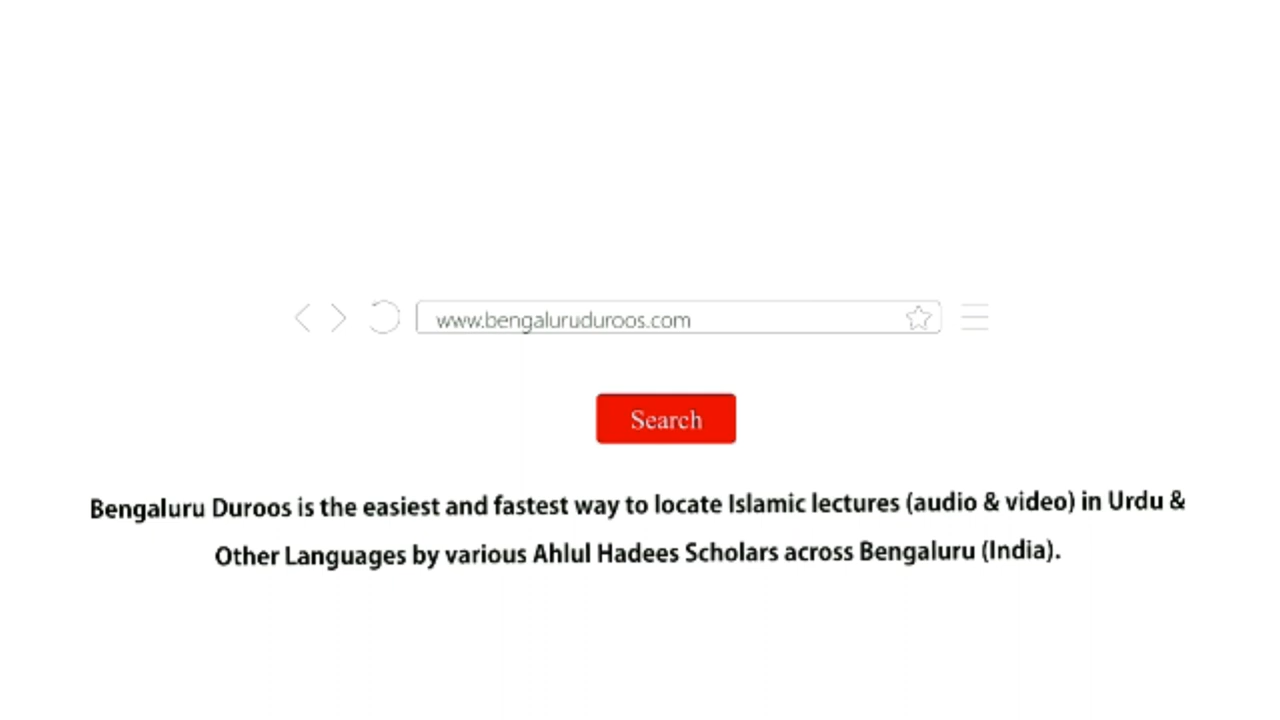 www.bengaluruduroos.com
Search
Bengaluru Duroos is the easiest and fastest way to locate Islamic lectures (audio & video) in Urdu &
Other Languages by various Ahlul Hadees Scholars across Bengaluru (India).